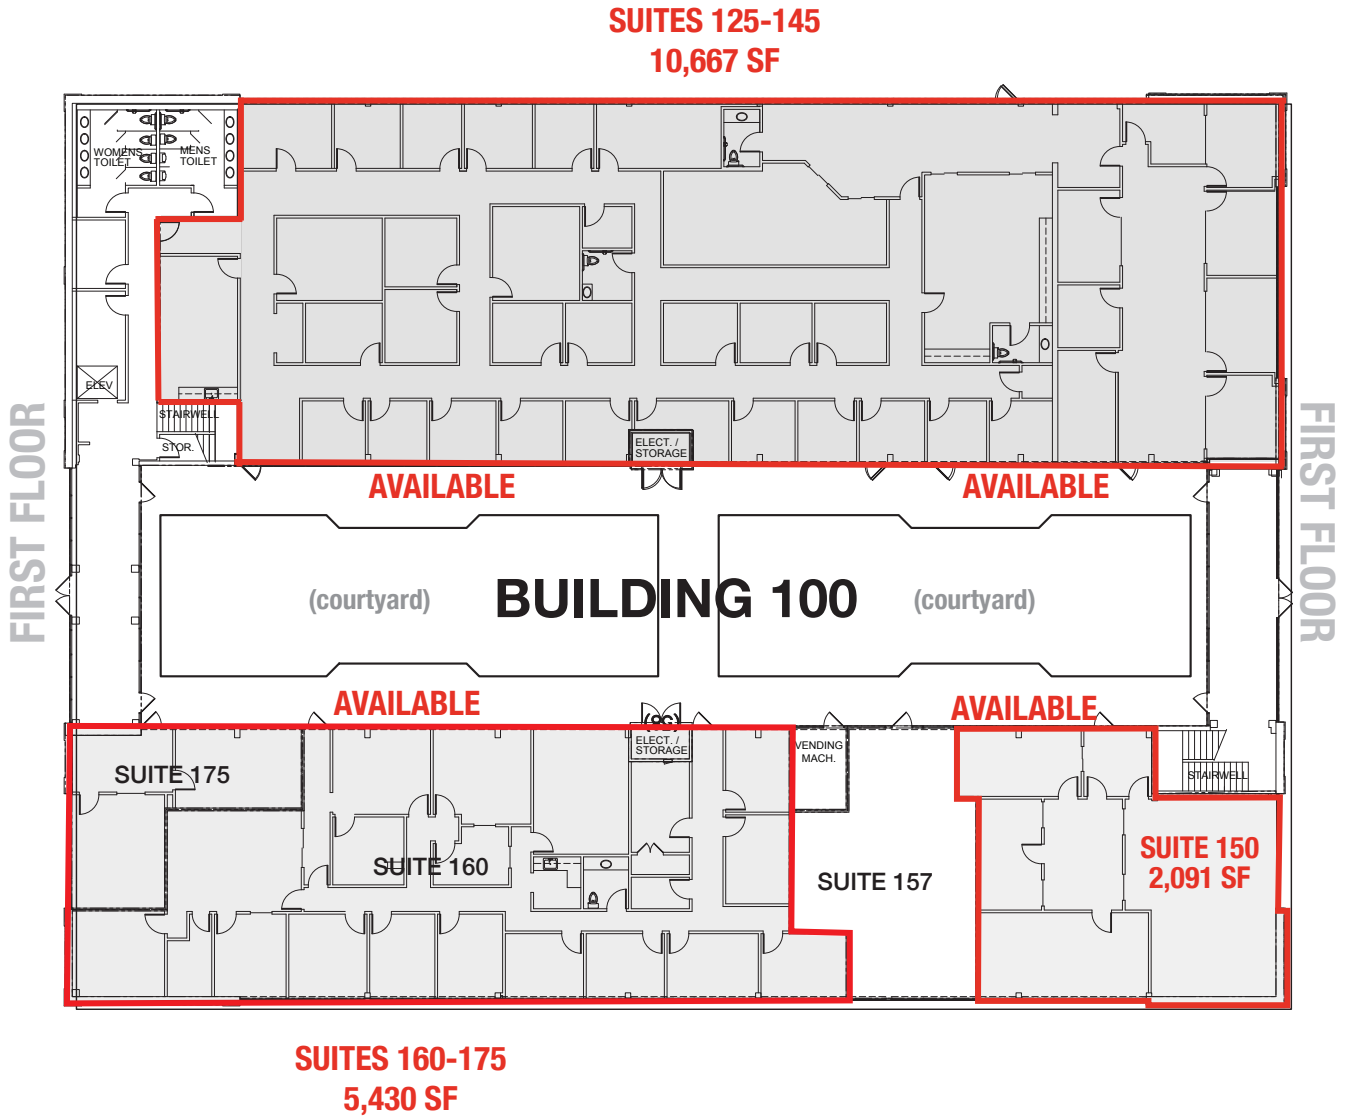 SUITES 125-145
10,667 SF
WOMENS
TOILET
MENS
TOILET
ELEV
STAIRWELL
STOR.
ELECT. /
STORAGE
AVAILABLE
AVAILABLE
FIRST FLOOR
FIRST FLOOR
(courtyard)
BUILDING 100
(courtyard)
AVAILABLE
AVAILABLE
ELECT. /
STORAGE
VENDING
MACH.
STAIRWELL
SUITE 175
SUITE 160
SUITE 157
SUITE 150
2,091 SF
SUITES 160-175
5,430 SF